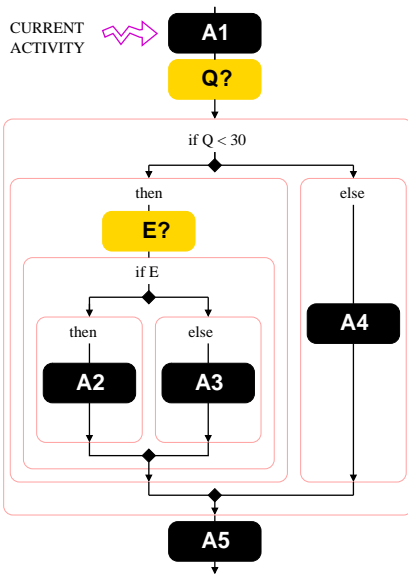 CURRENT
ACTIVITY
A1
Q?
if Q < 30
then
else
E?
if E
then
else
A4
A2
A3
A5